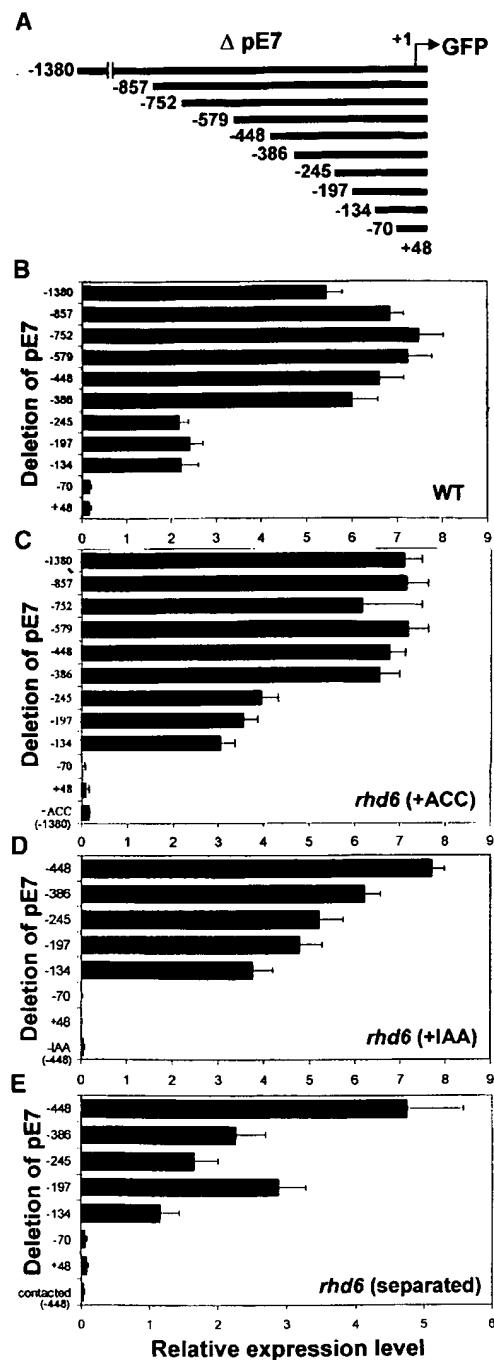 A
Δ pE7
+1
GFP
-1380
-857
-752
-579
-448
-386
-245
-197
-134
-70
+48
B
Deletion of pE7
-1380
-857
-752
-579
-448
-386
-245
-197
-134
-70
+48
WT
0 1 2 3 4 5 6 7 8 9
C
Deletion of pE7
-1380
-857
-752
-579
-448
-386
-245
-197
-134
-70
+48
-ACC
(-1380)
rhd6 (+ACC)
0 1 2 3 4 5 6 7 8 9
D
Deletion of pE7
-448
-386
-245
-197
-134
-70
+48
-IAA
(-448)
rhd6 (+IAA)
0 1 2 3 4 5 6 7 8 9
E
Deletion of pE7
-448
-386
-245
-197
-134
-70
+48
contacted
(-448)
rhd6 (separated)
0 1 2 3 4 5 6
Relative expression level